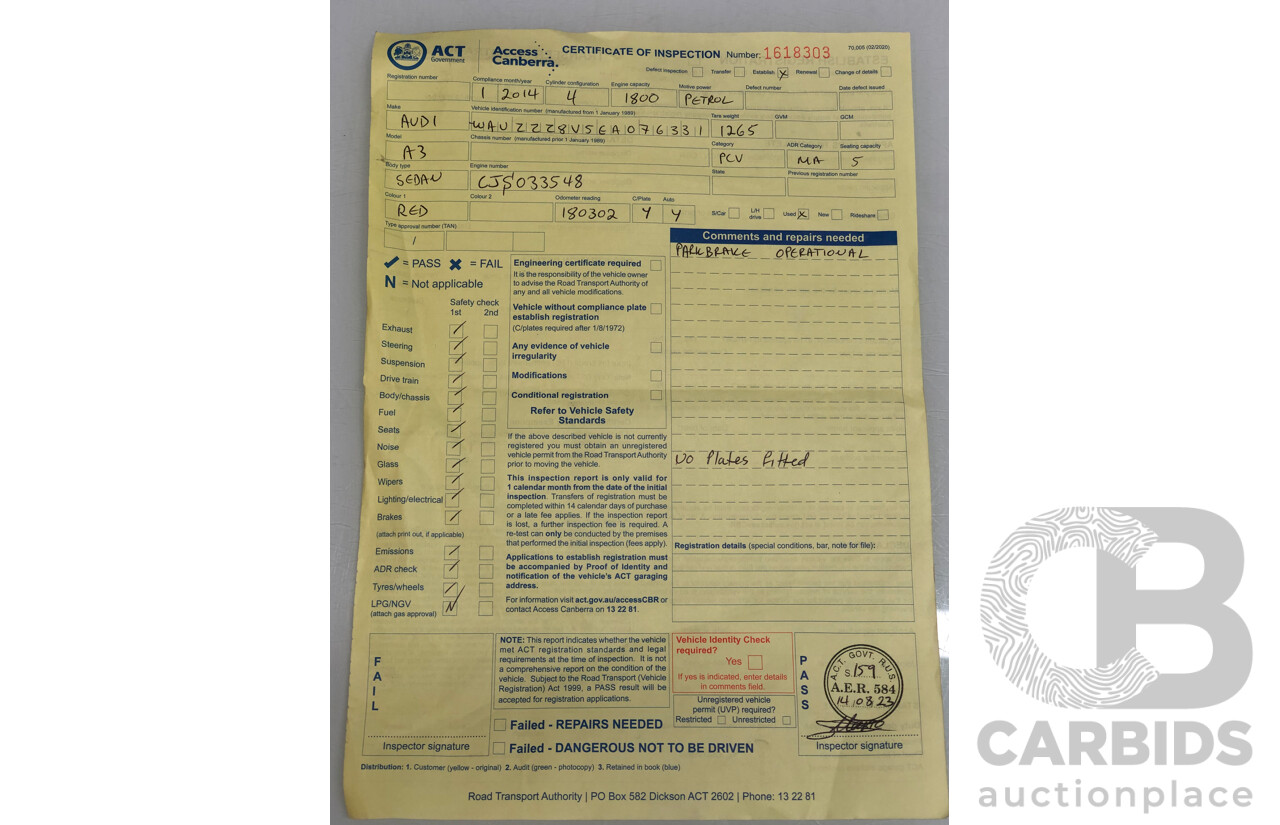 ACT Government
Access Canberra.
CERTIFICATE OF INSPECTION Number: 1618303
70,005 (02/2020)
Defect inspection Transfer Establish X Renewal Change of details
Registration number Compliance month/year Cylinder configuration Engine capacity Motive power Defect number Date defect issued
1 2014 4 1800 PETROL
Make Vehicle identification number (manufactured from 1 January 1989) Tare weight GVM GCM
AUDI WAUZZZ8V5EA076331 1265
Model Chassis number (manufactured prior 1 January 1989) Category ADR Category Seating capacity
A3 PCV MA 5
Body type Engine number State Previous registration number
SEDAN CJS033548
Colour 1 Colour 2 Odometer reading C/Plate Auto
RED 180302 Y Y
S/Car L/H drive Used X New Rideshare
Type approval number (TAN)
/
✔ = PASS ✖ = FAIL
N = Not applicable
Safety check
1st 2nd
Exhaust
Steering
Suspension
Drive train
Body/chassis
Fuel
Seats
Noise
Glass
Wipers
Lighting/electrical
Brakes
(attach print out, if applicable)
Emissions
ADR check
Tyres/wheels
LPG/NGV N
(attach gas approval)
Engineering certificate required
It is the responsibility of the vehicle owner
to advise the Road Transport Authority of
any and all vehicle modifications.
Vehicle without compliance plate
establish registration
(C/plates required after 1/8/1972)
Any evidence of vehicle
irregularity
Modifications
Conditional registration
Refer to Vehicle Safety
Standards
If the above described vehicle is not currently
registered you must obtain an unregistered
vehicle permit from the Road Transport Authority
prior to moving the vehicle.
This inspection report is only valid for
1 calendar month from the date of the initial
inspection. Transfers of registration must be
completed within 14 calendar days of purchase
or a late fee applies. If the inspection report
is lost, a further inspection fee is required. A
re-test can only be conducted by the premises
that performed the initial inspection (fees apply).
Applications to establish registration must
be accompanied by Proof of Identity and
notification of the vehicle's ACT garaging
address.
For information visit act.gov.au/accessCBR or
contact Access Canberra on 13 22 81.
Comments and repairs needed
PARKBRAKE OPERATIONAL
No Plates fitted
Registration details (special conditions, bar, note for file):
FAIL
Inspector signature
NOTE: This report indicates whether the vehicle
met ACT registration standards and legal
requirements at the time of inspection. It is not
a comprehensive report on the condition of the
vehicle. Subject to the Road Transport (Vehicle
Registration) Act 1999, a PASS result will be
accepted for registration applications.
Failed - REPAIRS NEEDED
Failed - DANGEROUS NOT TO BE DRIVEN
Vehicle Identity Check
required?
Yes
If yes is indicated, enter details
in comments field.
Unregistered vehicle
permit (UVP) required?
Restricted Unrestricted
PASS
A.C.T. GOVT. R.U.S.
S.159
A.E.R. 584
14.03.23
Inspector signature
Distribution: 1. Customer (yellow - original) 2. Audit (green - photocopy) 3. Retained in book (blue)
Road Transport Authority | PO Box 582 Dickson ACT 2602 | Phone: 13 22 81
CB
CARBIDS
auctionplace